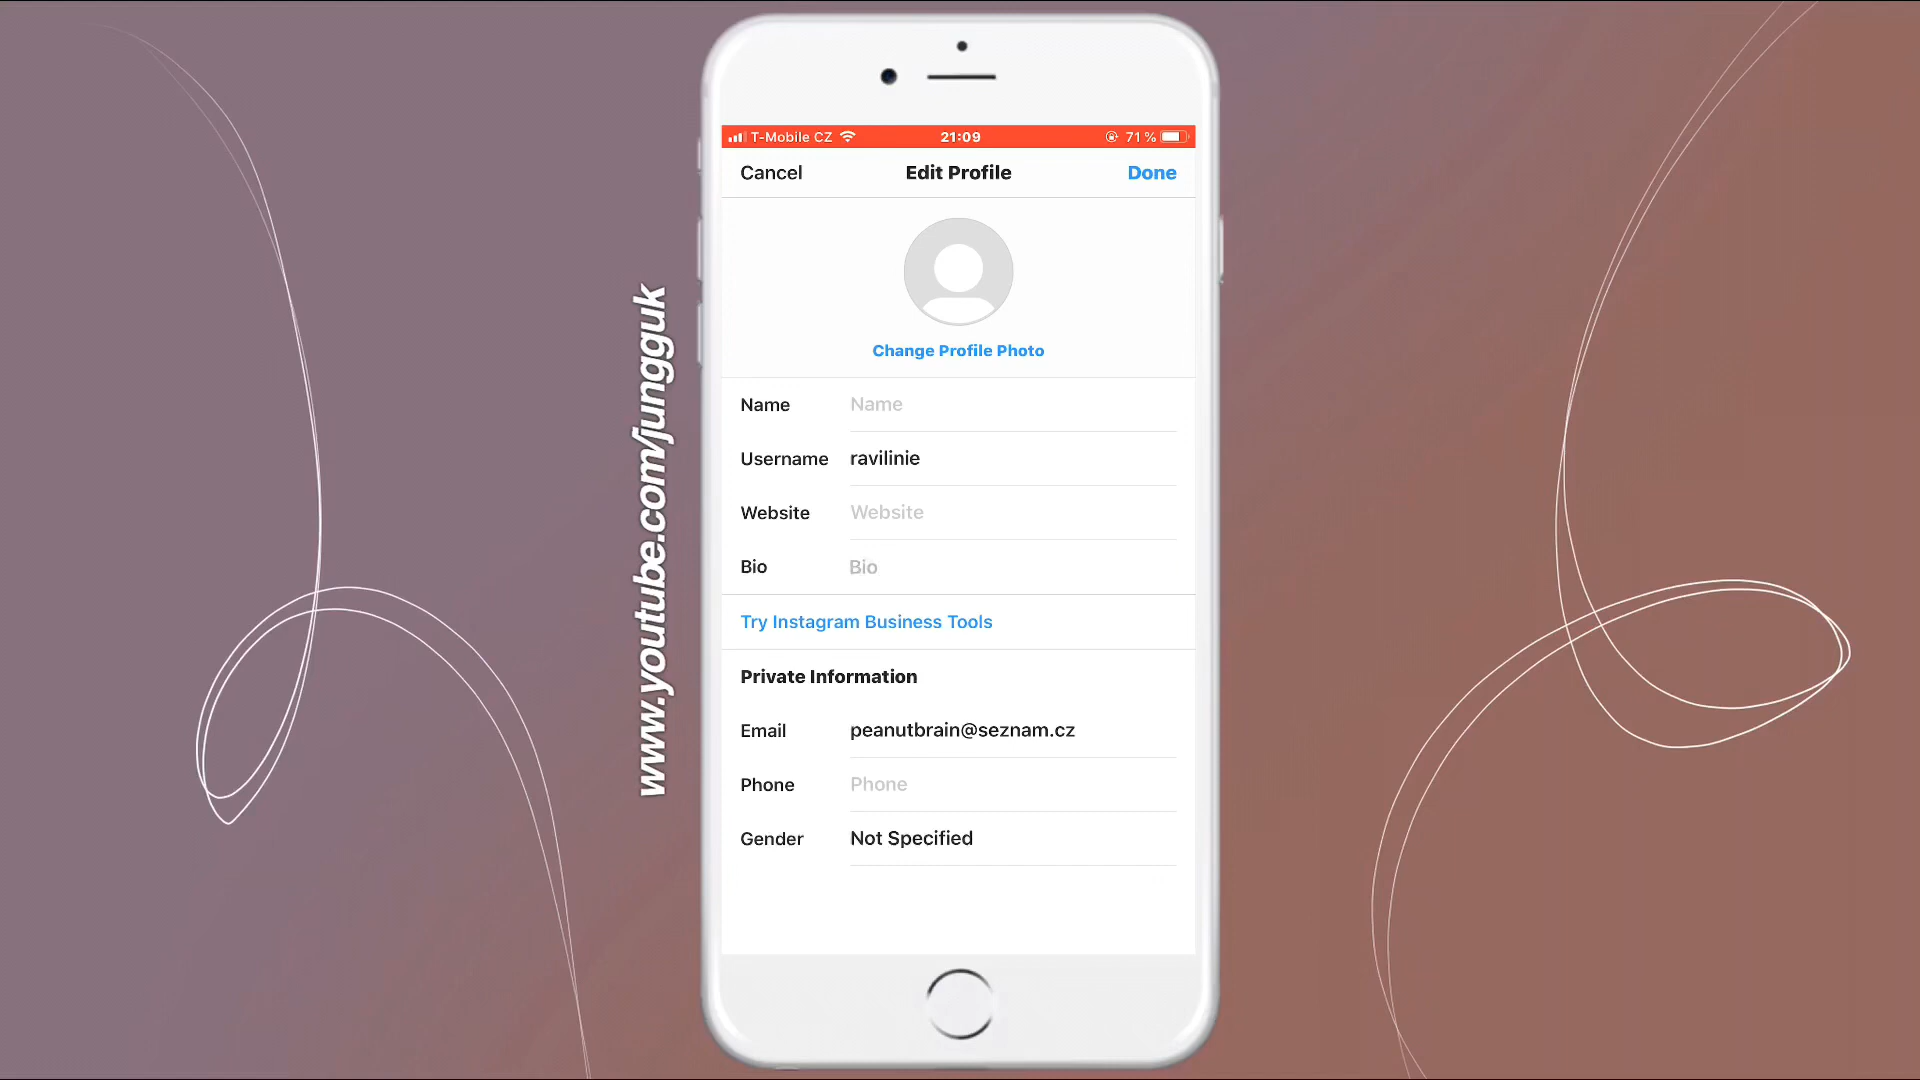 T-Mobile CZ 21:09 71 %
Cancel Edit Profile Done
Change Profile Photo
Name Name
Username ravilinie
Website Website
Bio Bio
Try Instagram Business Tools
Private Information
Email peanutbrain@seznam.cz
Phone Phone
Gender Not Specified
www.youtube.com/jungguk